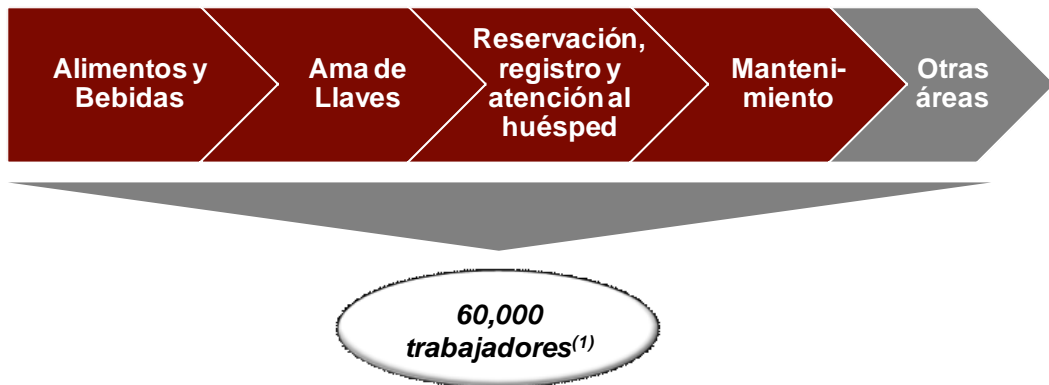 Alimentos y
Bebidas
Ama de
Llaves
Reservación,
registro y
atención al
huésped
Manteni-
miento
Otras
áreas
60,000
trabajadores(1)